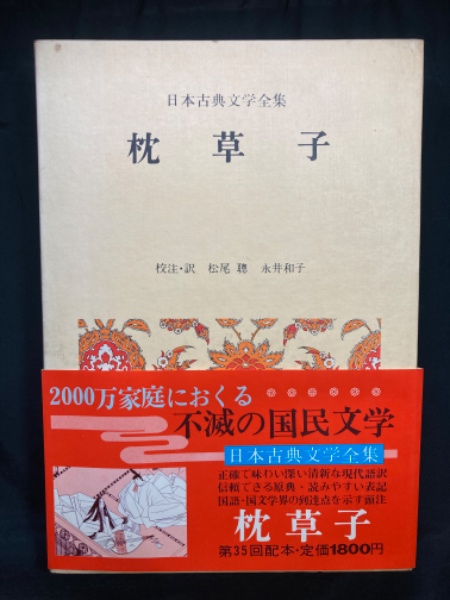 日本古典文学全集
枕草子
校注・訳 松尾 聰 永井和子
2000万家庭におくる
不滅の国民文学
日本古典文学全集
正確で味わい深い清新な現代語訳
信頼できる原典・読みやすい表記
国語・国文学界の到達点を示す頭注
枕草子
第35回配本・定価1800円